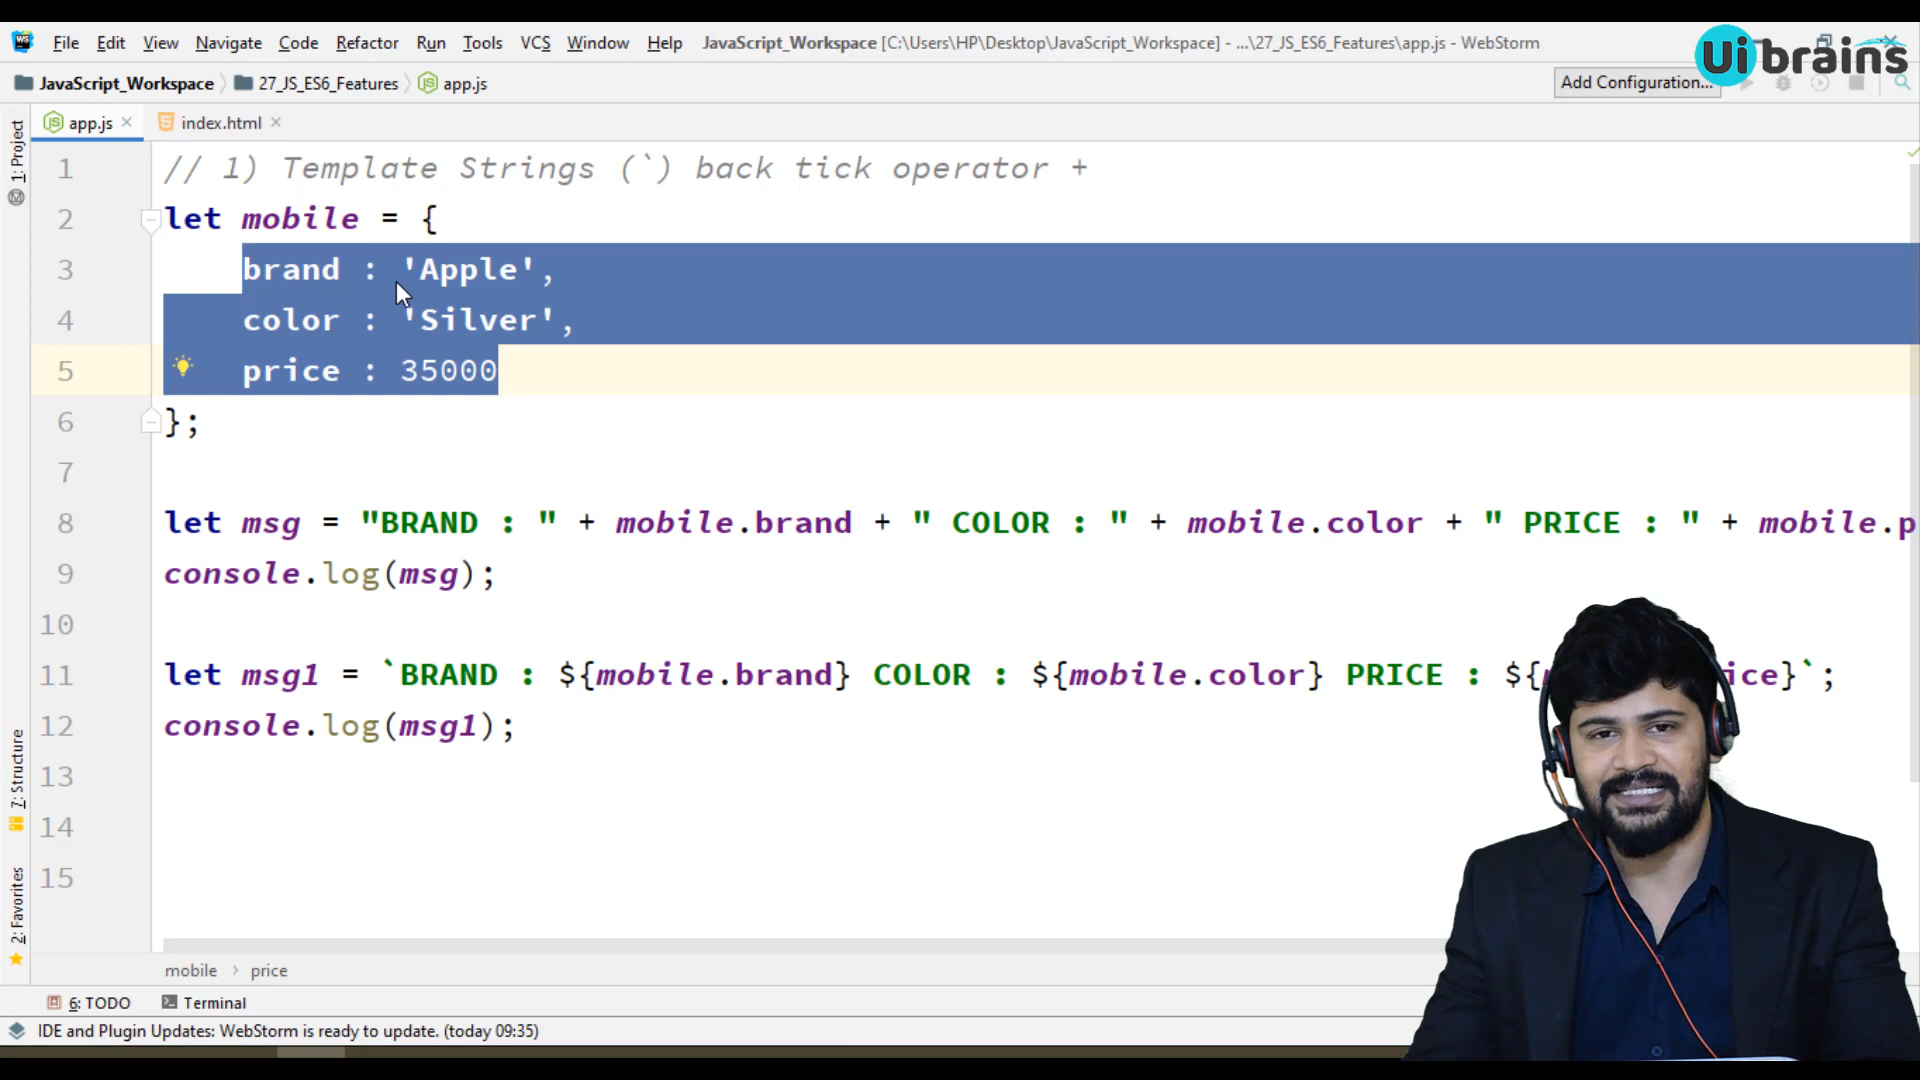 File Edit View Navigate Code Refactor Run Tools VCS Window Help JavaScript_Workspace [C:\Users\HP\Desktop\JavaScript_Workspace] - ...\27_JS_ES6_Features\app.js - WebStorm
Ui brains
JavaScript_Workspace 27_JS_ES6_Features app.js Add Configuration...
app.js index.html
1: Project
7: Structure
2: Favorites
1 // 1) Template Strings (`) back tick operator +
2 let mobile = {
3 brand : 'Apple',
4 color : 'Silver',
5 price : 35000
6 };
7
8 let msg = "BRAND : " + mobile.brand + " COLOR : " + mobile.color + " PRICE : " + mobile.p
9 console.log(msg);
10
11 let msg1 = `BRAND : ${mobile.brand} COLOR : ${mobile.color} PRICE : ${ ice}`;
12 console.log(msg1);
13
14
15
mobile › price
6: TODO Terminal
IDE and Plugin Updates: WebStorm is ready to update. (today 09:35)